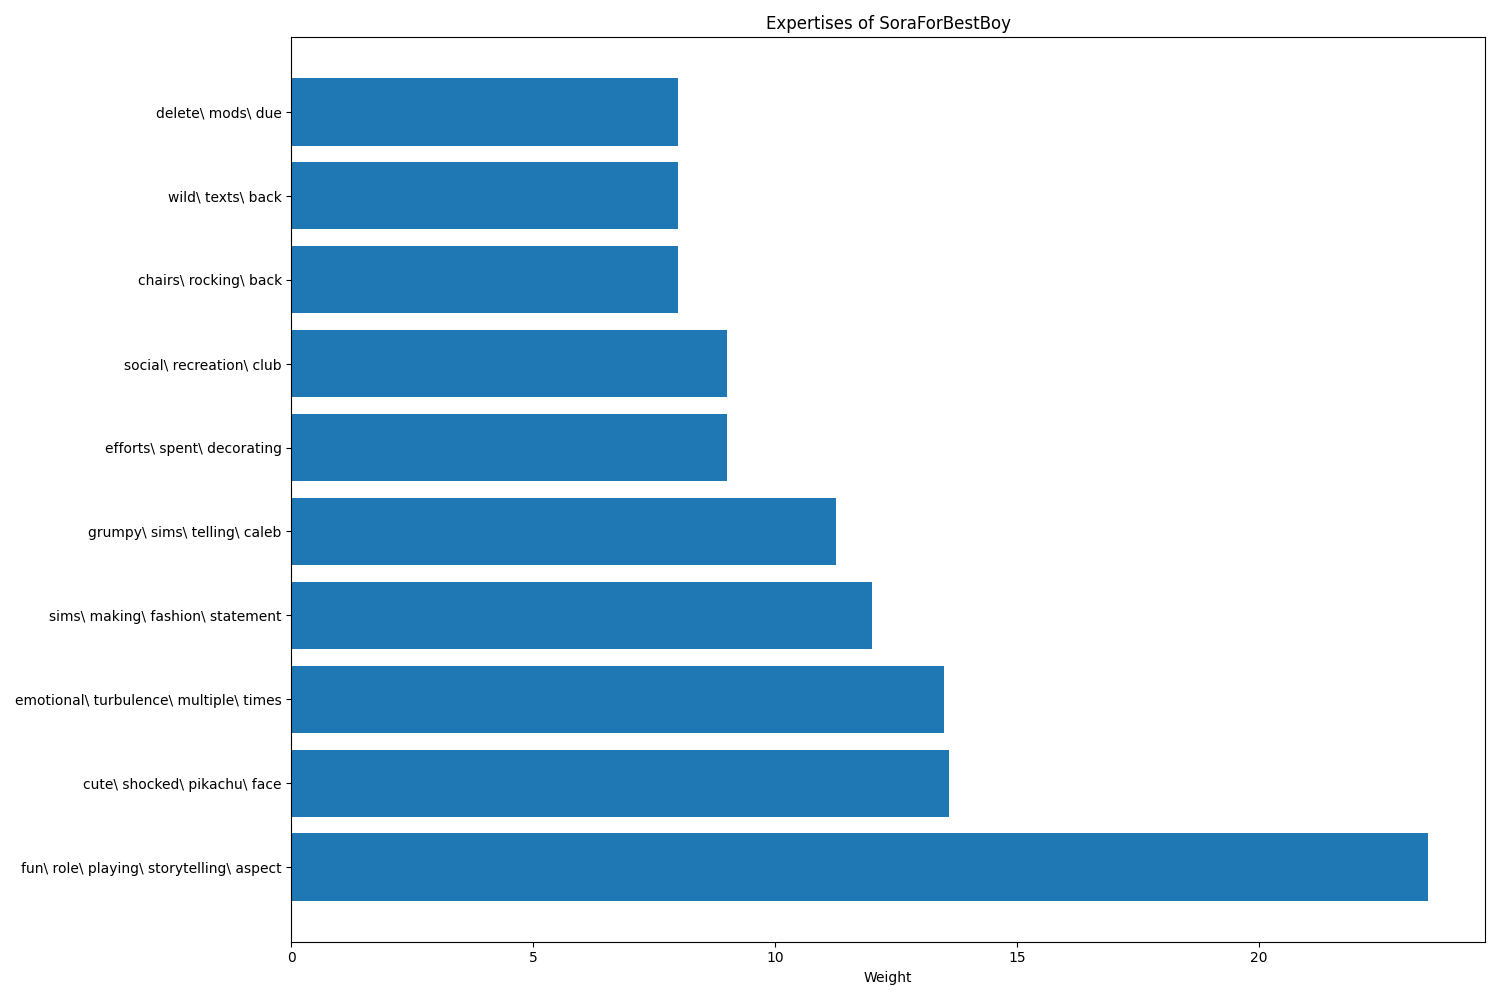 Expertises of SoraForBestBoy
delete\ mods\ due
wild\ texts\ back
chairs\ rocking\ back
social\ recreation\ club
efforts\ spent\ decorating
grumpy\ sims\ telling\ caleb
sims\ making\ fashion\ statement
emotional\ turbulence\ multiple\ times
cute\ shocked\ pikachu\ face
fun\ role\ playing\ storytelling\ aspect
0 5 10 15 20
Weight